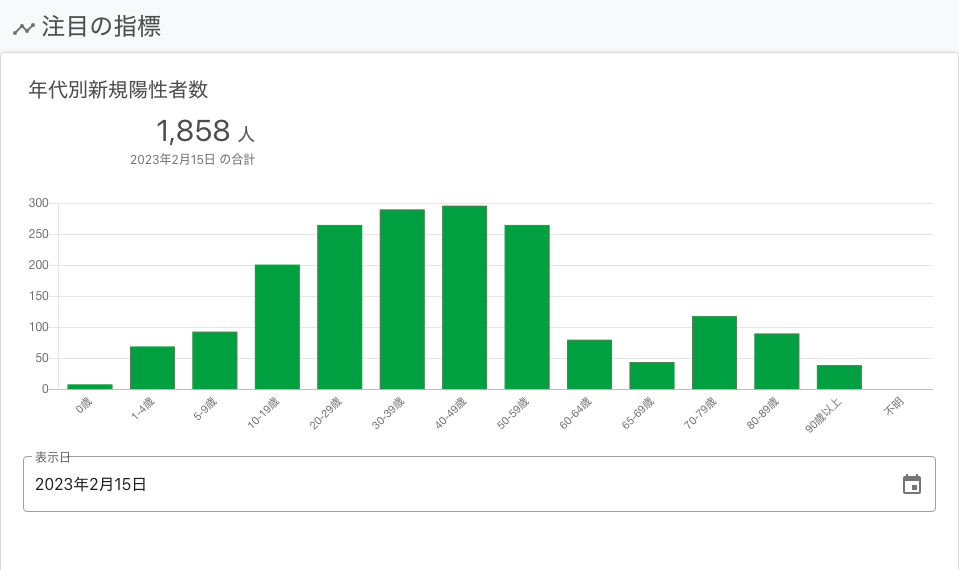 注目の指標
年代別新規陽性者数
1,858 人
2023年2月15日 の合計
300
250
200
150
100
50
0
0歳
1-4歳
5-9歳
10-19歳
20-29歳
30-39歳
40-49歳
50-59歳
60-64歳
65-69歳
70-79歳
80-89歳
90歳以上
不明
表示日
2023年2月15日